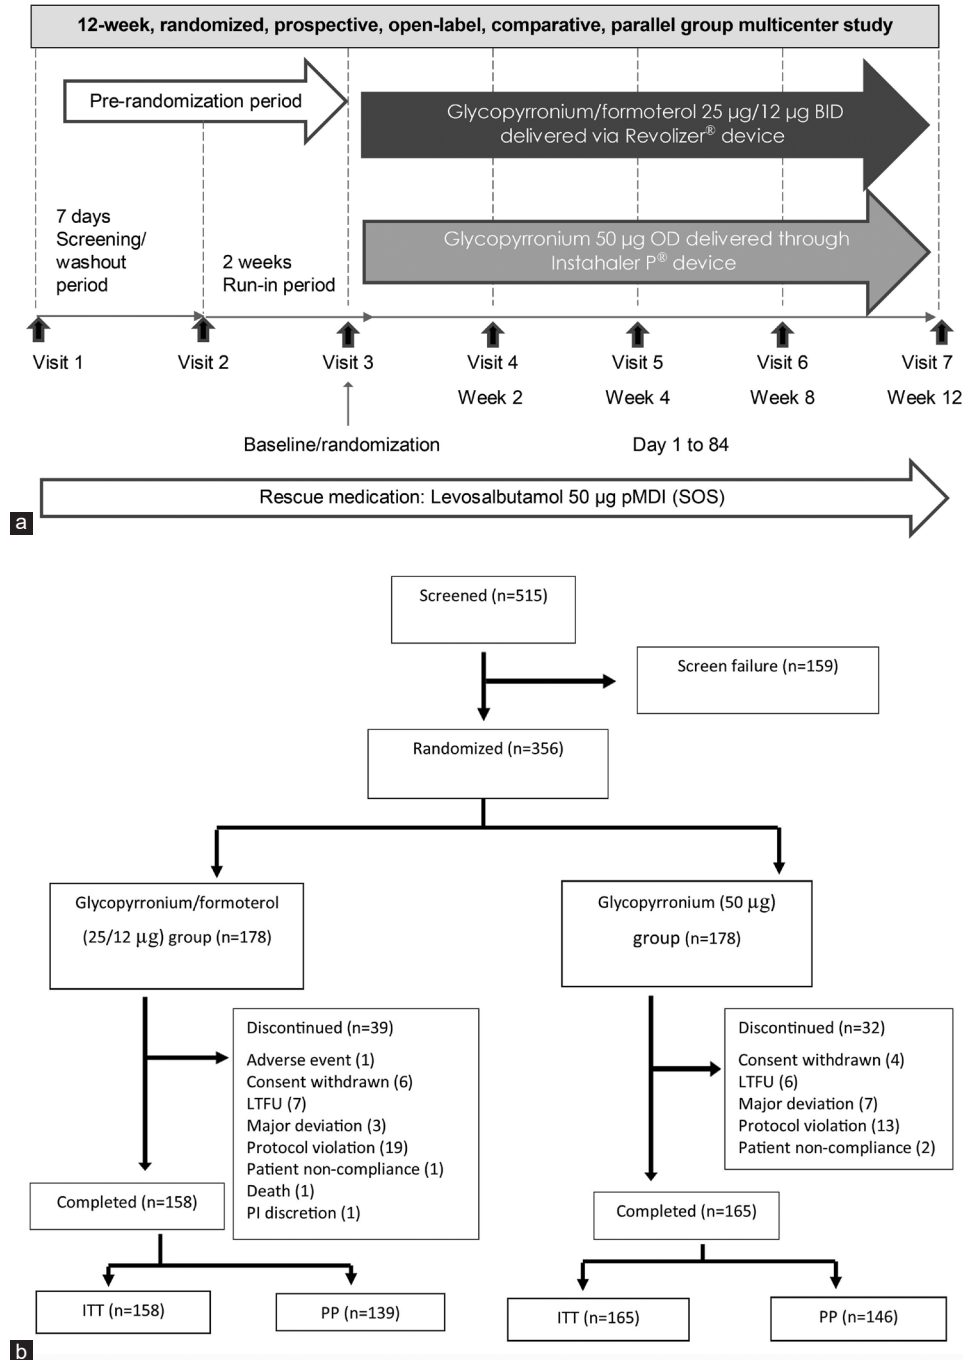 12-week, randomized, prospective, open-label, comparative, parallel group multicenter study
Pre-randomization period
Glycopyrronium/formoterol 25 µg/12 µg BID
delivered via Revolizer® device
7 days
Screening/
washout
period
2 weeks
Run-in period
Glycopyrronium 50 µg OD delivered through
Instahaler P® device
Visit 1
Visit 2
Visit 3
Visit 4
Visit 5
Visit 6
Visit 7
Week 2
Week 4
Week 8
Week 12
Baseline/randomization
Day 1 to 84
Rescue medication: Levosalbutamol 50 µg pMDI (SOS)
a
Screened (n=515)
Screen failure (n=159)
Randomized (n=356)
Glycopyrronium/formoterol
(25/12 µg) group (n=178)
Glycopyrronium (50 µg)
group (n=178)
Discontinued (n=39)
Adverse event (1)
Consent withdrawn (6)
LTFU (7)
Major deviation (3)
Protocol violation (19)
Patient non-compliance (1)
Death (1)
PI discretion (1)
Discontinued (n=32)
Consent withdrawn (4)
LTFU (6)
Major deviation (7)
Protocol violation (13)
Patient non-compliance (2)
Completed (n=158)
Completed (n=165)
ITT (n=158)
PP (n=139)
ITT (n=165)
PP (n=146)
b